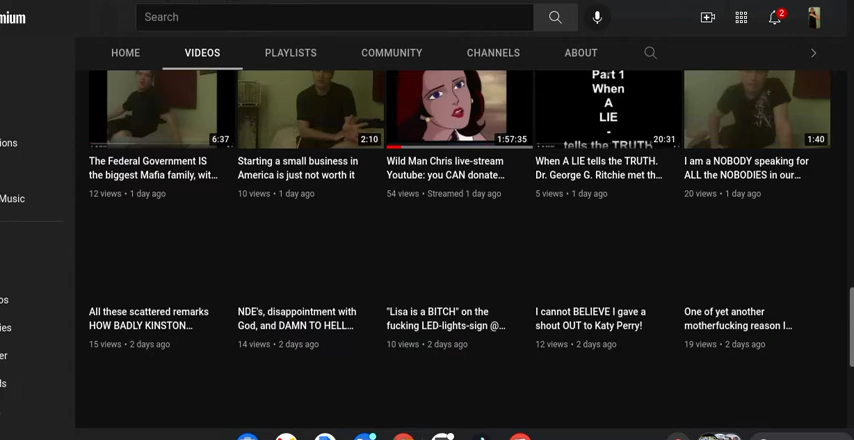 mium
Search
2
HOME VIDEOS PLAYLISTS COMMUNITY CHANNELS ABOUT
ions
Music
os
ies
er
ds
6:37
2:10
1:57:35
Part 1
When
A
LIE
-
tells the TRUTH
20:31
1:40
The Federal Government IS
the biggest Mafia family, wit...
12 views • 1 day ago
Starting a small business in
America is just not worth it
10 views • 1 day ago
Wild Man Chris live-stream
Youtube: you CAN donate...
54 views • Streamed 1 day ago
When A LIE tells the TRUTH.
Dr. George G. Ritchie met th...
5 views • 1 day ago
I am a NOBODY speaking for
ALL the NOBODIES in our...
20 views • 1 day ago
All these scattered remarks
HOW BADLY KINSTON...
15 views • 2 days ago
NDE's, disappointment with
God, and DAMN TO HELL...
14 views • 2 days ago
"Lisa is a BITCH" on the
fucking LED-lights-sign @...
10 views • 2 days ago
I cannot BELIEVE I gave a
shout OUT to Katy Perry!
12 views • 2 days ago
One of yet another
motherfucking reason I...
19 views • 2 days ago